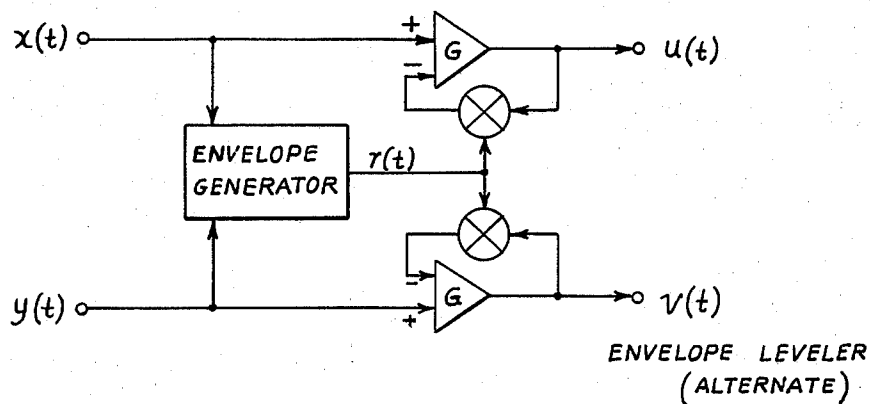 x(t)
+
G
−
u(t)
ENVELOPE
GENERATOR
r(t)
−
G
+
y(t)
v(t)
ENVELOPE LEVELER
(ALTERNATE)